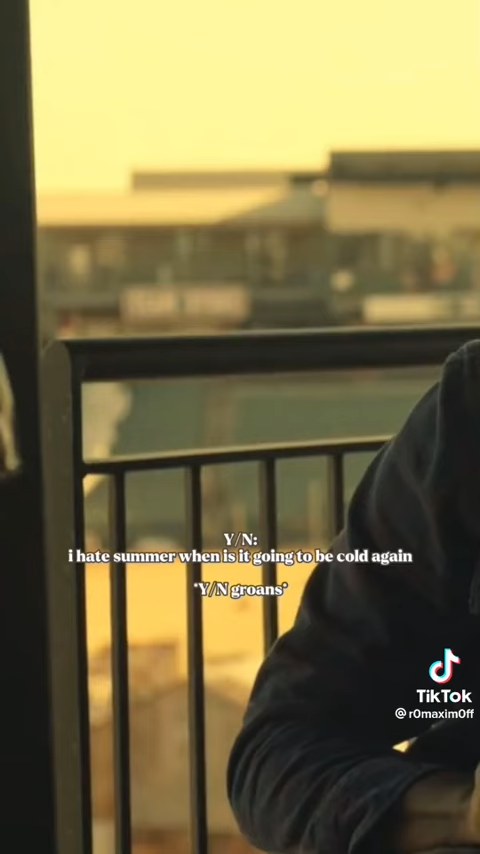 Y/N:
i hate summer when is it going to be cold again
*Y/N groans*
TikTok
@ r0maxim0ff